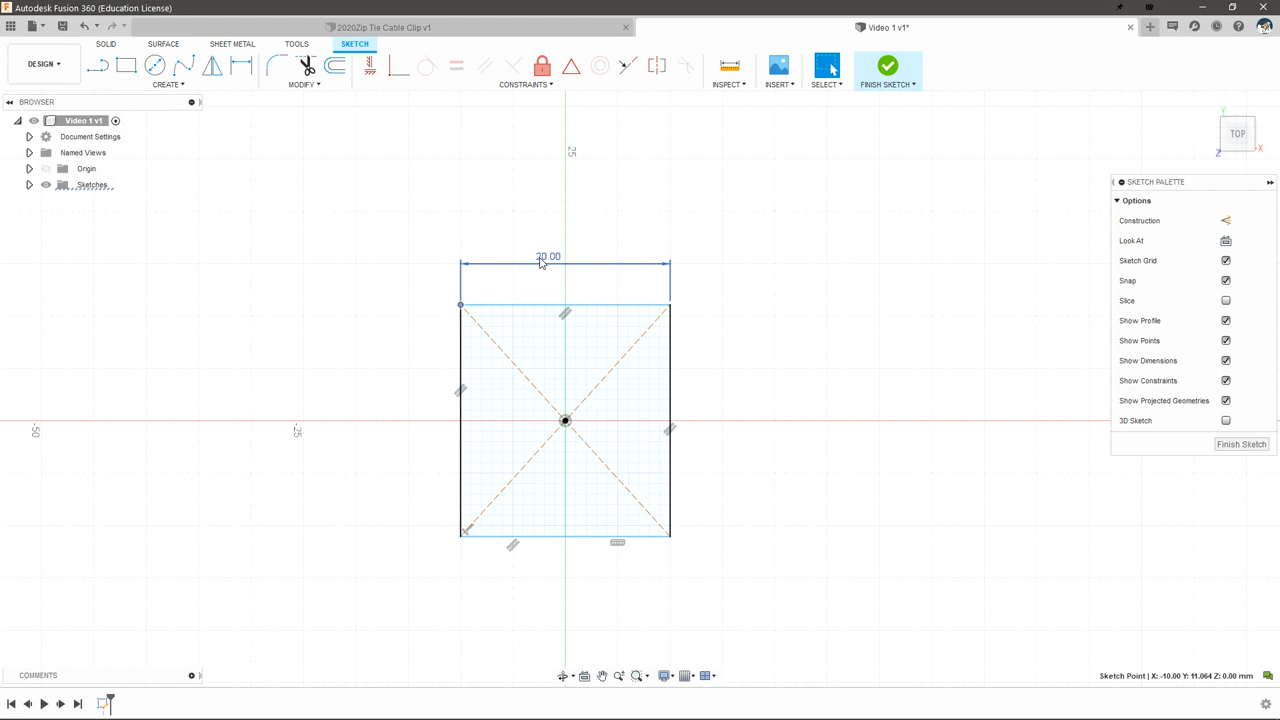 Autodesk Fusion 360 (Education License)
2020Zip Tie Cable Clip v1
Video 1 v1*
SOLID SURFACE SHEET METAL TOOLS SKETCH
DESIGN
CREATE MODIFY CONSTRAINTS INSPECT INSERT SELECT FINISH SKETCH
BROWSER
Video 1 v1
Document Settings
Named Views
Origin
Sketches
25
Y
TOP
X
Z
SKETCH PALETTE
Options
Construction
Look At
Sketch Grid
Snap
Slice
Show Profile
Show Points
Show Dimensions
Show Constraints
Show Projected Geometries
3D Sketch
Finish Sketch
20.00
-50
-25
COMMENTS
Sketch Point | X: -10.00 Y: 11.064 Z: 0.00 mm